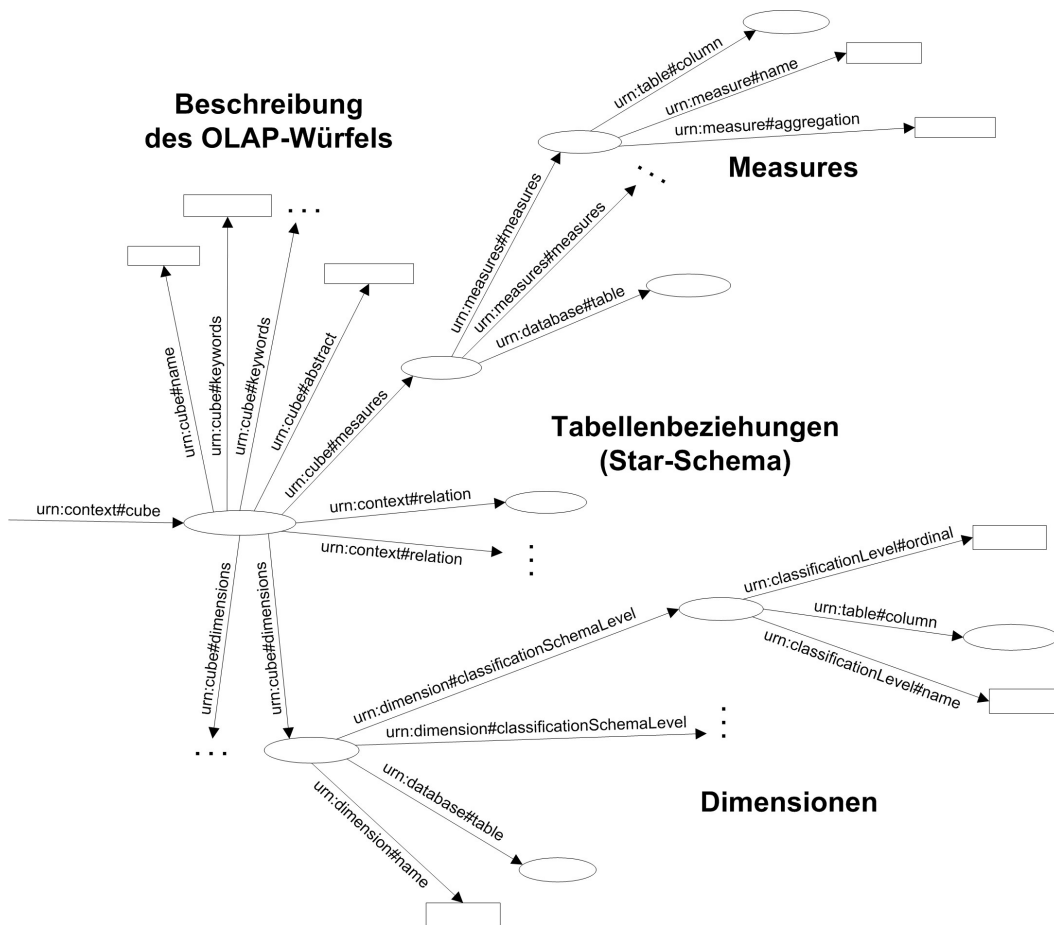 urn:table#column
urn:measure#name
urn:measure#aggregation
Beschreibung
des OLAP-Würfels
Measures
urn:measures#measures
urn:measures#measures
urn:database#table
urn:cube#name
urn:cube#keywords
urn:cube#keywords
urn:cube#abstract
urn:cube#mesaures
Tabellenbeziehungen
(Star-Schema)
urn:context#cube
urn:context#relation
urn:context#relation
urn:cube#dimensions
urn:cube#dimensions
urn:classificationLevel#ordinal
urn:table#column
urn:classificationLevel#name
urn:dimension#classificationSchemaLevel
urn:dimension#classificationSchemaLevel
urn:database#table
urn:dimension#name
Dimensionen